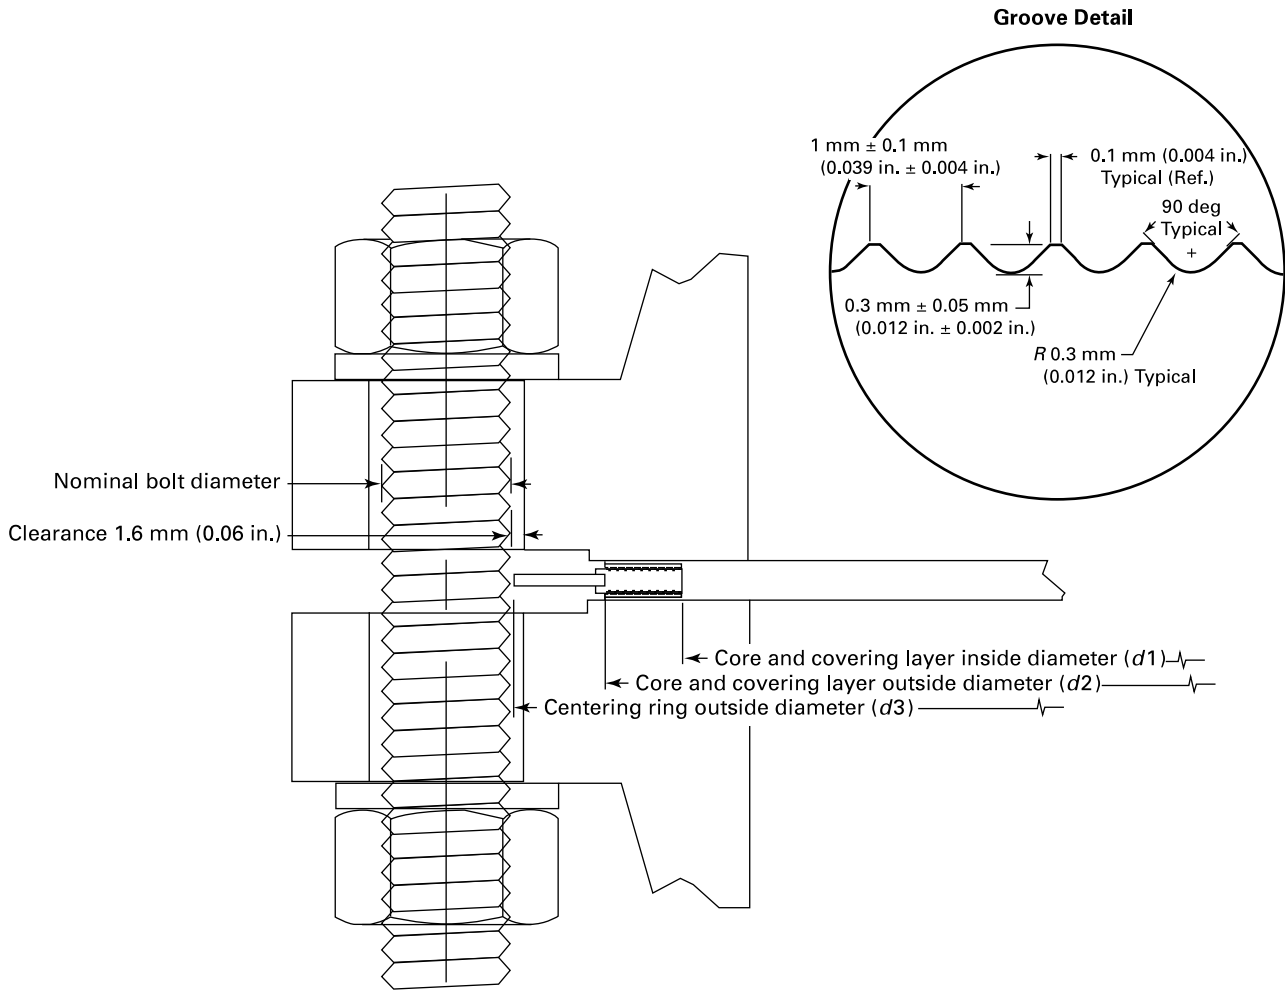 Groove Detail
1 mm ± 0.1 mm
(0.039 in. ± 0.004 in.)
0.1 mm (0.004 in.)
Typical (Ref.)
90 deg
Typical
0.3 mm ± 0.05 mm
(0.012 in. ± 0.002 in.)
R 0.3 mm
(0.012 in.) Typical
Nominal bolt diameter
Clearance 1.6 mm (0.06 in.)
Core and covering layer inside diameter (d1)
Core and covering layer outside diameter (d2)
Centering ring outside diameter (d3)